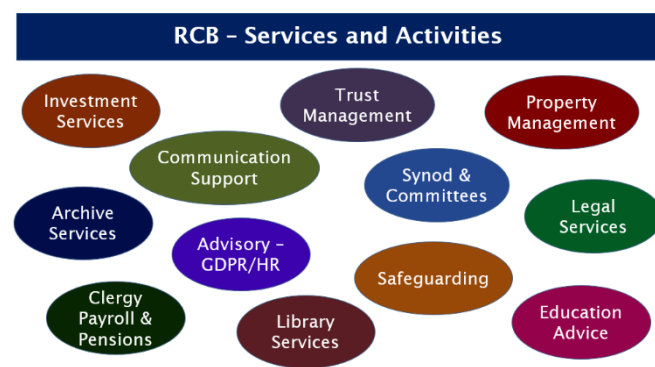 RCB – Services and Activities
Investment
Services
Trust
Management
Property
Management
Communication
Support
Synod &
Committees
Archive
Services
Legal
Services
Advisory –
GDPR/HR
Safeguarding
Clergy
Payroll &
Pensions
Library
Services
Education
Advice